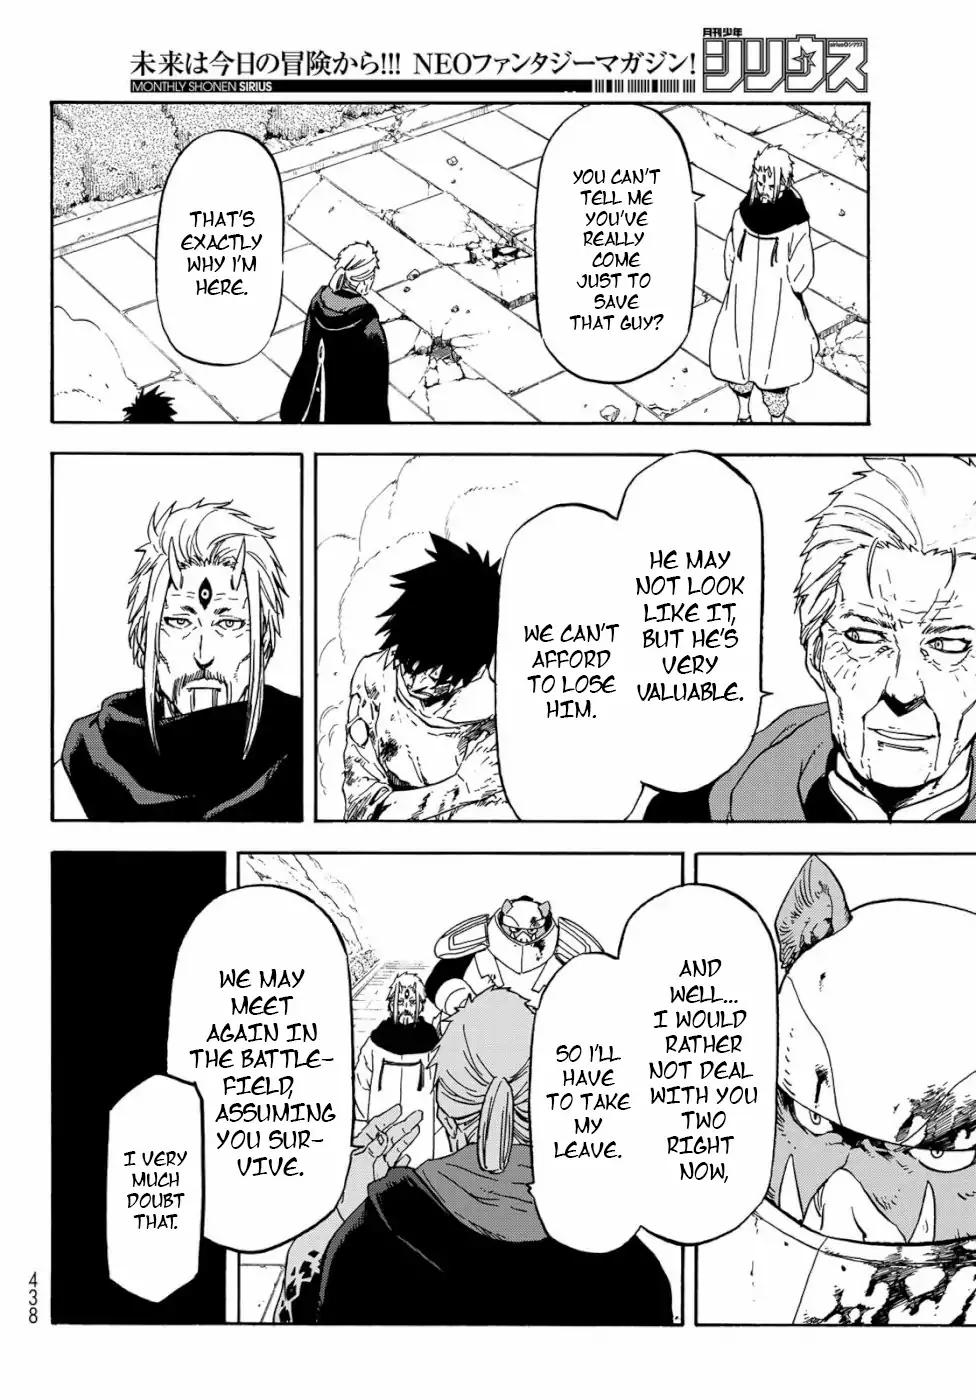 未来は今日の冒険から!!! NEOファンタジーマガジン!
月刊少年
シリウス
MONTHLY SHONEN SIRIUS
YOU CAN'T
TELL ME
YOU'VE
REALLY
COME
JUST TO
SAVE
THAT GUY?
THAT'S
EXACTLY
WHY I'M
HERE.
HE MAY
NOT LOOK
LIKE IT,
BUT HE'S
VERY
VALUABLE.
WE CAN'T
AFFORD
TO LOSE
HIM.
AND
WELL...
I WOULD
RATHER
NOT DEAL
WITH YOU
TWO
RIGHT
NOW,
SO I'LL
HAVE
TO TAKE
MY
LEAVE.
WE MAY
MEET
AGAIN IN
THE BATTLE-
FIELD,
ASSUMING
YOU SUR-
VIVE.
I VERY
MUCH
DOUBT
THAT.
438